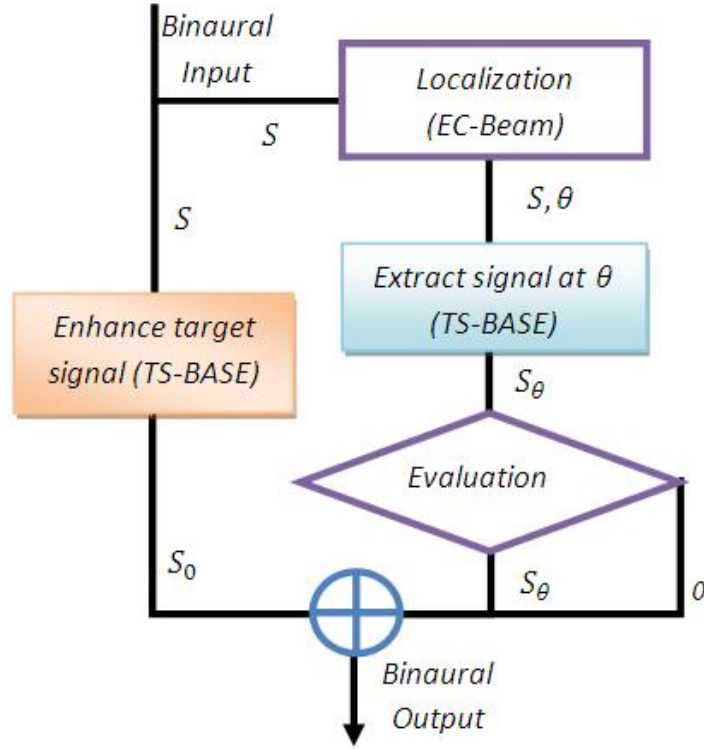 Binaural
Input
Localization
(EC-Beam)
S
S, θ
S
Extract signal at θ
(TS-BASE)
Enhance target
signal (TS-BASE)
S_θ
Evaluation
S₀
S_θ
0
Binaural
Output